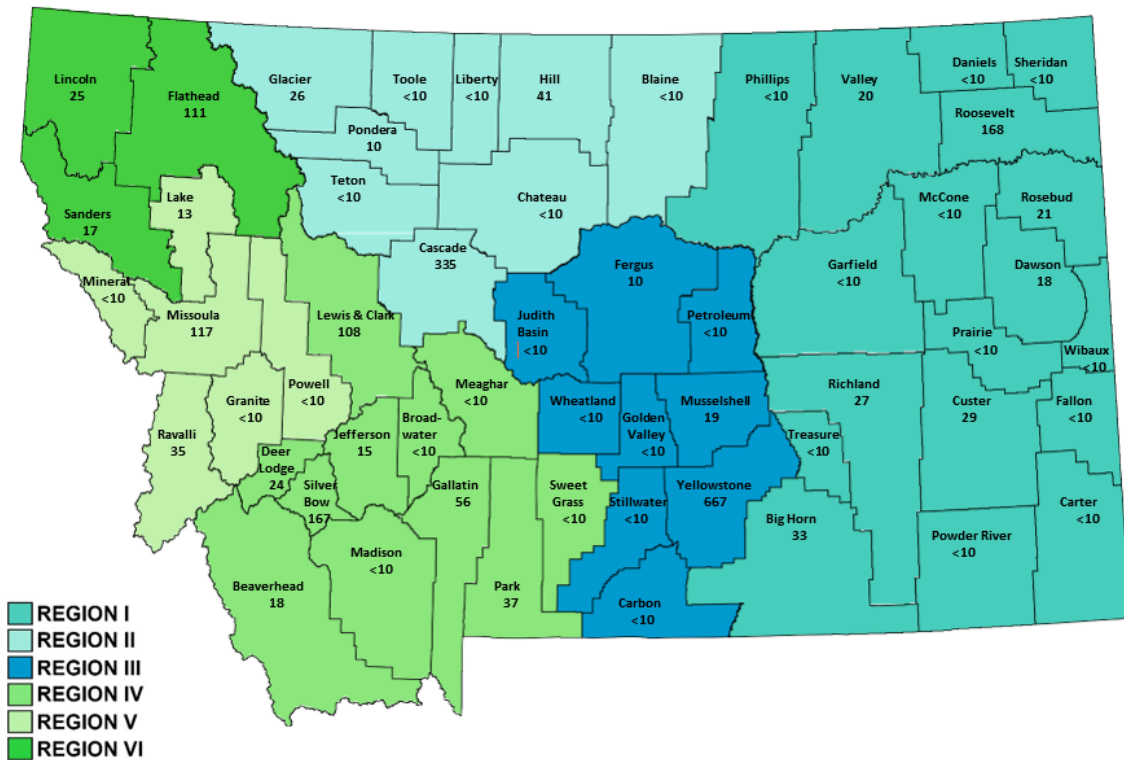 Lincoln
25
Flathead
111
Glacier
26
Toole
<10
Liberty
<10
Hill
41
Blaine
<10
Phillips
<10
Valley
20
Daniels
<10
Sheridan
<10
Roosevelt
168
Pondera
10
Teton
<10
Chateau
<10
Lake
13
Sanders
17
McCone
<10
Rosebud
21
Cascade
335
Fergus
10
Garfield
<10
Dawson
18
Mineral
<10
Missoula
117
Lewis & Clark
108
Judith
Basin
<10
Petroleum
<10
Prairie
<10
Wibaux
<10
Powell
<10
Granite
<10
Meaghar
<10
Wheatland
<10
Golden
Valley
<10
Musselshell
19
Richland
27
Custer
29
Fallon
<10
Ravalli
35
Deer
Lodge
24
Jefferson
15
Broad-
water
<10
Treasure
<10
Silver
Bow
167
Gallatin
56
Sweet
Grass
<10
Stillwater
<10
Yellowstone
667
Big Horn
33
Carter
<10
Powder River
<10
Madison
<10
Beaverhead
18
Park
37
Carbon
<10
REGION I
REGION II
REGION III
REGION IV
REGION V
REGION VI